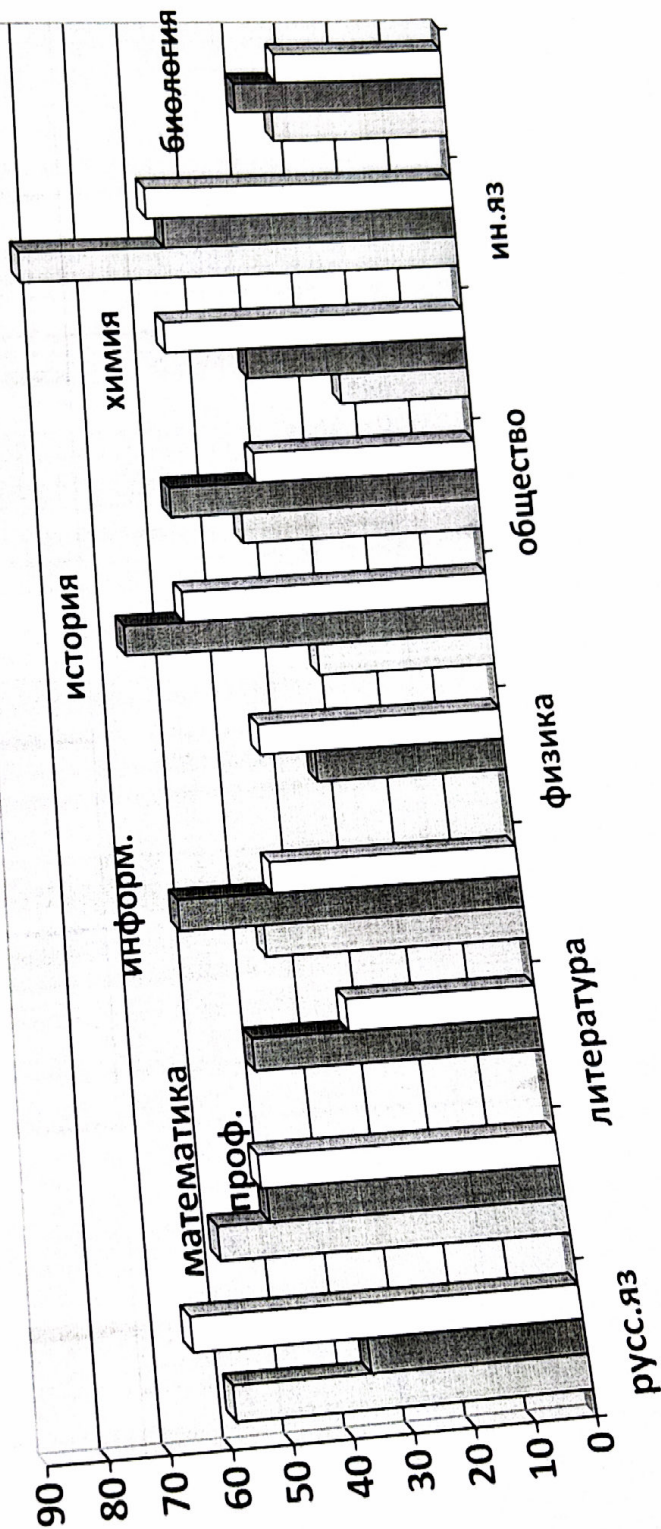 90
80
70
60
50
40
30
20
10
0
русс.яз
математика
проф.
литература
информ.
физика
история
общество
химия
ин.яз
биология